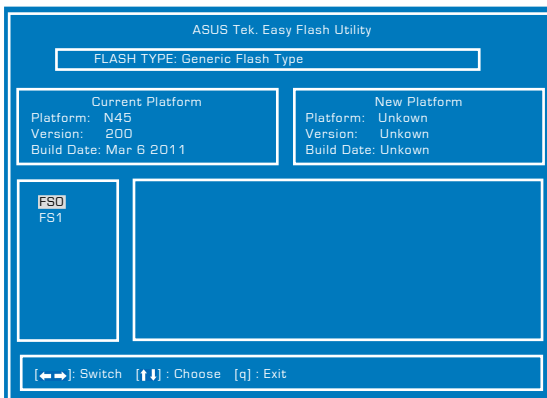 ASUS Tek. Easy Flash Utility
FLASH TYPE: Generic Flash Type
Current Platform
Platform: N45
Version: 200
Build Date: Mar 6 2011
New Platform
Platform: Unkown
Version: Unkown
Build Date: Unkown
FS0
FS1
[←→]: Switch [↑↓] : Choose [q] : Exit